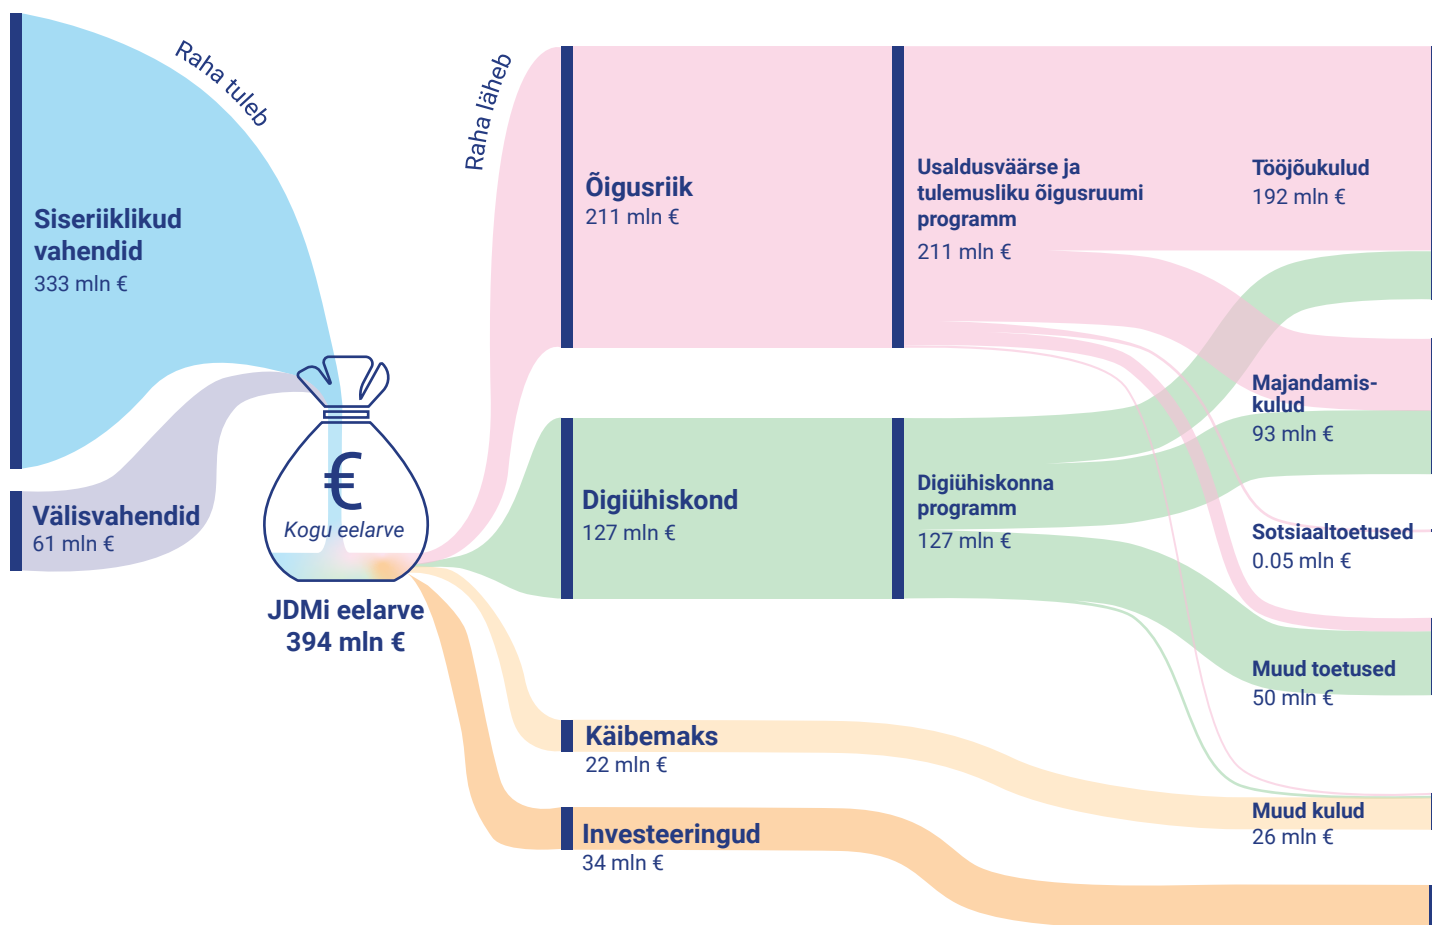 Raha tuleb
Siseriiklikud
vahendid
333 mln €
Välisvahendid
61 mln €
€
Kogu eelarve
JDMi eelarve
394 mln €
Raha läheb
Õigusriik
211 mln €
Digiühiskond
127 mln €
Käibemaks
22 mln €
Investeeringud
34 mln €
Usaldusväärse ja
tulemusliku õigusruumi
programm
211 mln €
Digiühiskonna
programm
127 mln €
Tööjõukulud
192 mln €
Majandamis-
kulud
93 mln €
Sotsiaaltoetused
0.05 mln €
Muud toetused
50 mln €
Muud kulud
26 mln €